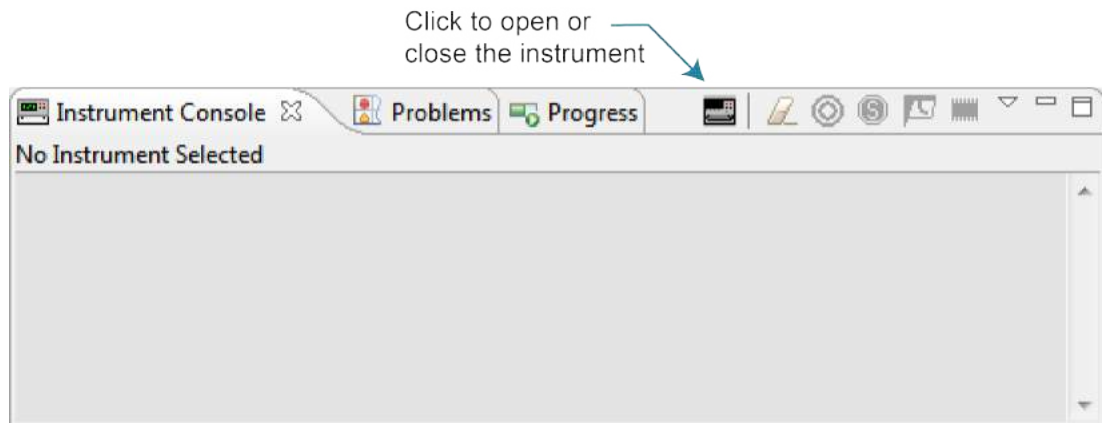 Click to open or
close the instrument
Instrument Console
Problems
Progress
No Instrument Selected